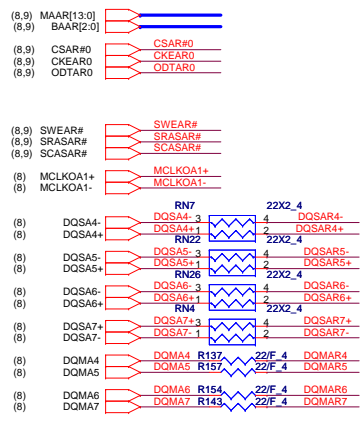 (8,9) MAAR[13:0]
(8,9) BAAR[2:0]
(8,9) CSAR#0 CSAR#0
(8,9) CKEAR0 CKEAR0
(8,9) ODTAR0 ODTAR0
(8,9) SWEAR# SWEAR#
(8,9) SRASAR# SRASAR#
(8,9) SCASAR# SCASAR#
(8) MCLKOA1+ MCLKOA1+
(8) MCLKOA1- MCLKOA1-
RN7 22X2_4
(8) DQSA4- DQSA4- 3 4 DQSAR4-
(8) DQSA4+ DQSA4+ 1 2 DQSAR4+
RN22 22X2_4
(8) DQSA5- DQSA5- 3 4 DQSAR5-
(8) DQSA5+ DQSA5+ 1 2 DQSAR5+
RN26 22X2_4
(8) DQSA6- DQSA6- 3 4 DQSAR6-
(8) DQSA6+ DQSA6+ 1 2 DQSAR6+
RN4 22X2_4
(8) DQSA7+ DQSA7+ 3 4 DQSAR7+
(8) DQSA7- DQSA7- 1 2 DQSAR7-
(8) DQMA4 DQMA4 R137 22/F_4 DQMAR4
(8) DQMA5 DQMA5 R157 22/F_4 DQMAR5
(8) DQMA6 DQMA6 R154 22/F_4 DQMAR6
(8) DQMA7 DQMA7 R143 22/F_4 DQMAR7